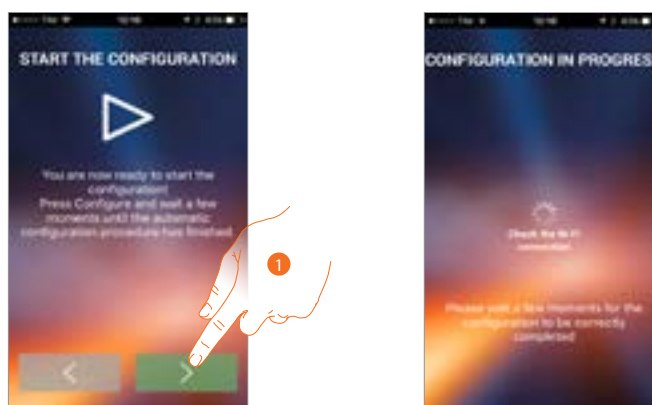 START THE CONFIGURATION
You are now ready to start the
configuration!
Press Configure and wait a few
moments until the automatic
configuration procedure has finished
1
CONFIGURATION IN PROGRES
Check the Wi-Fi
connection
Please wait a few moments for the
configuration to be correctly
completed